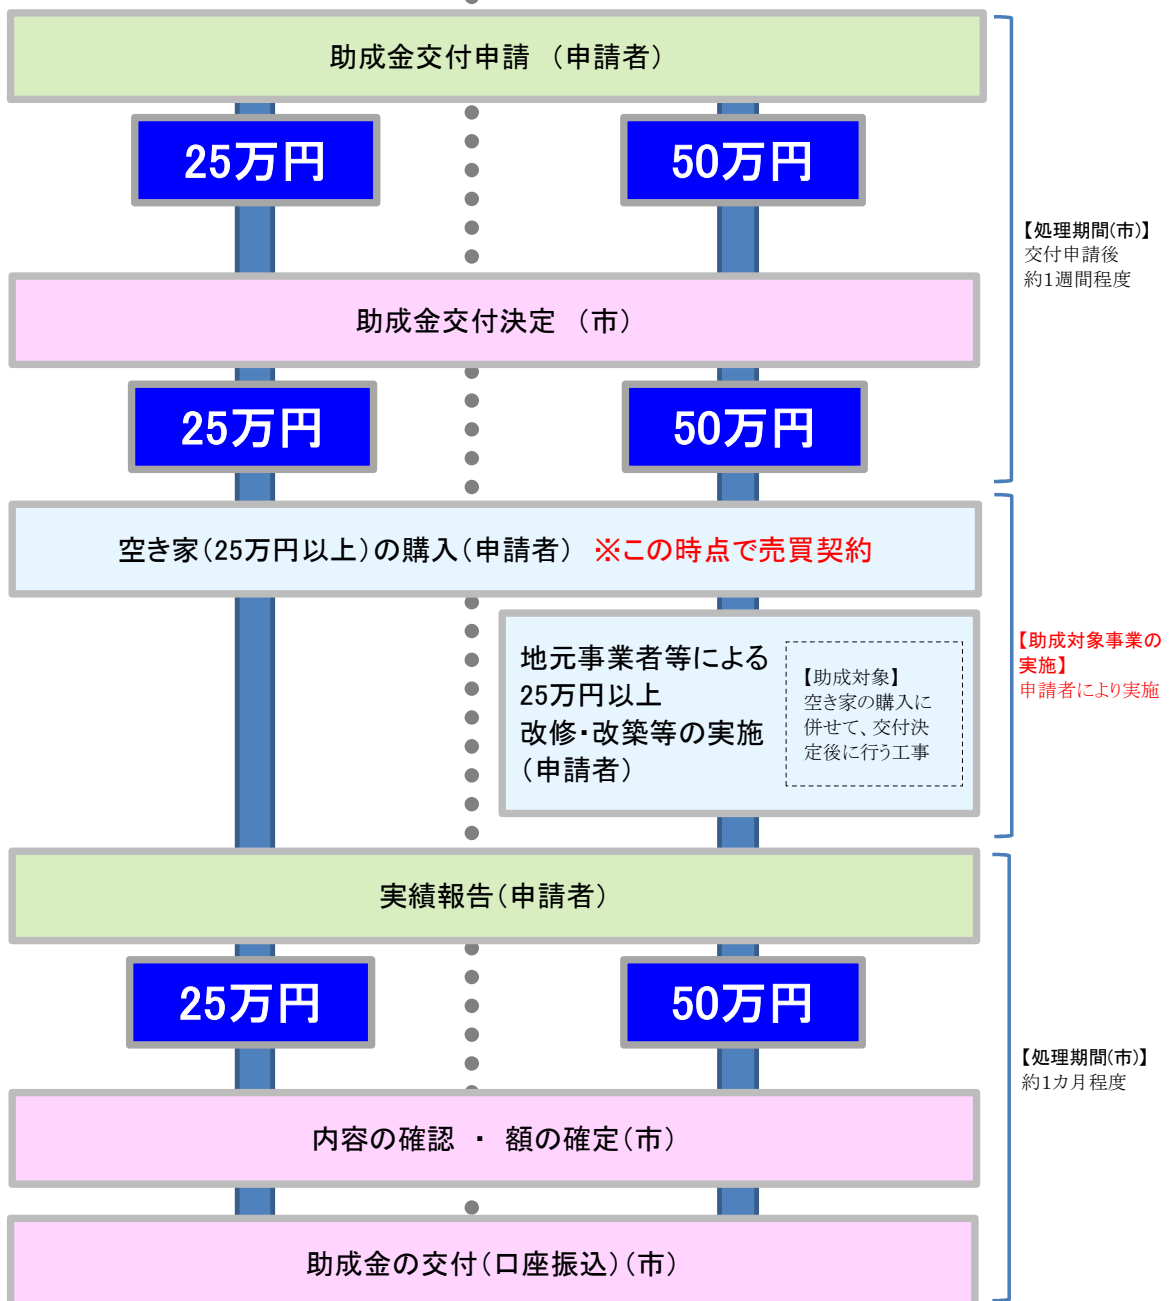 助成金交付申請 （申請者）
25万円
50万円
【処理期間(市)】
交付申請後
約1週間程度
助成金交付決定 （市）
25万円
50万円
空き家（25万円以上）の購入（申請者） ※この時点で売買契約
地元事業者等による
25万円以上
改修・改築等の実施
（申請者）
【助成対象】
空き家の購入に
併せて、交付決
定後に行う工事
【助成対象事業の
実施】
申請者により実施
実績報告（申請者）
25万円
50万円
【処理期間(市)】
約1カ月程度
内容の確認 ・ 額の確定（市）
助成金の交付（口座振込）（市）